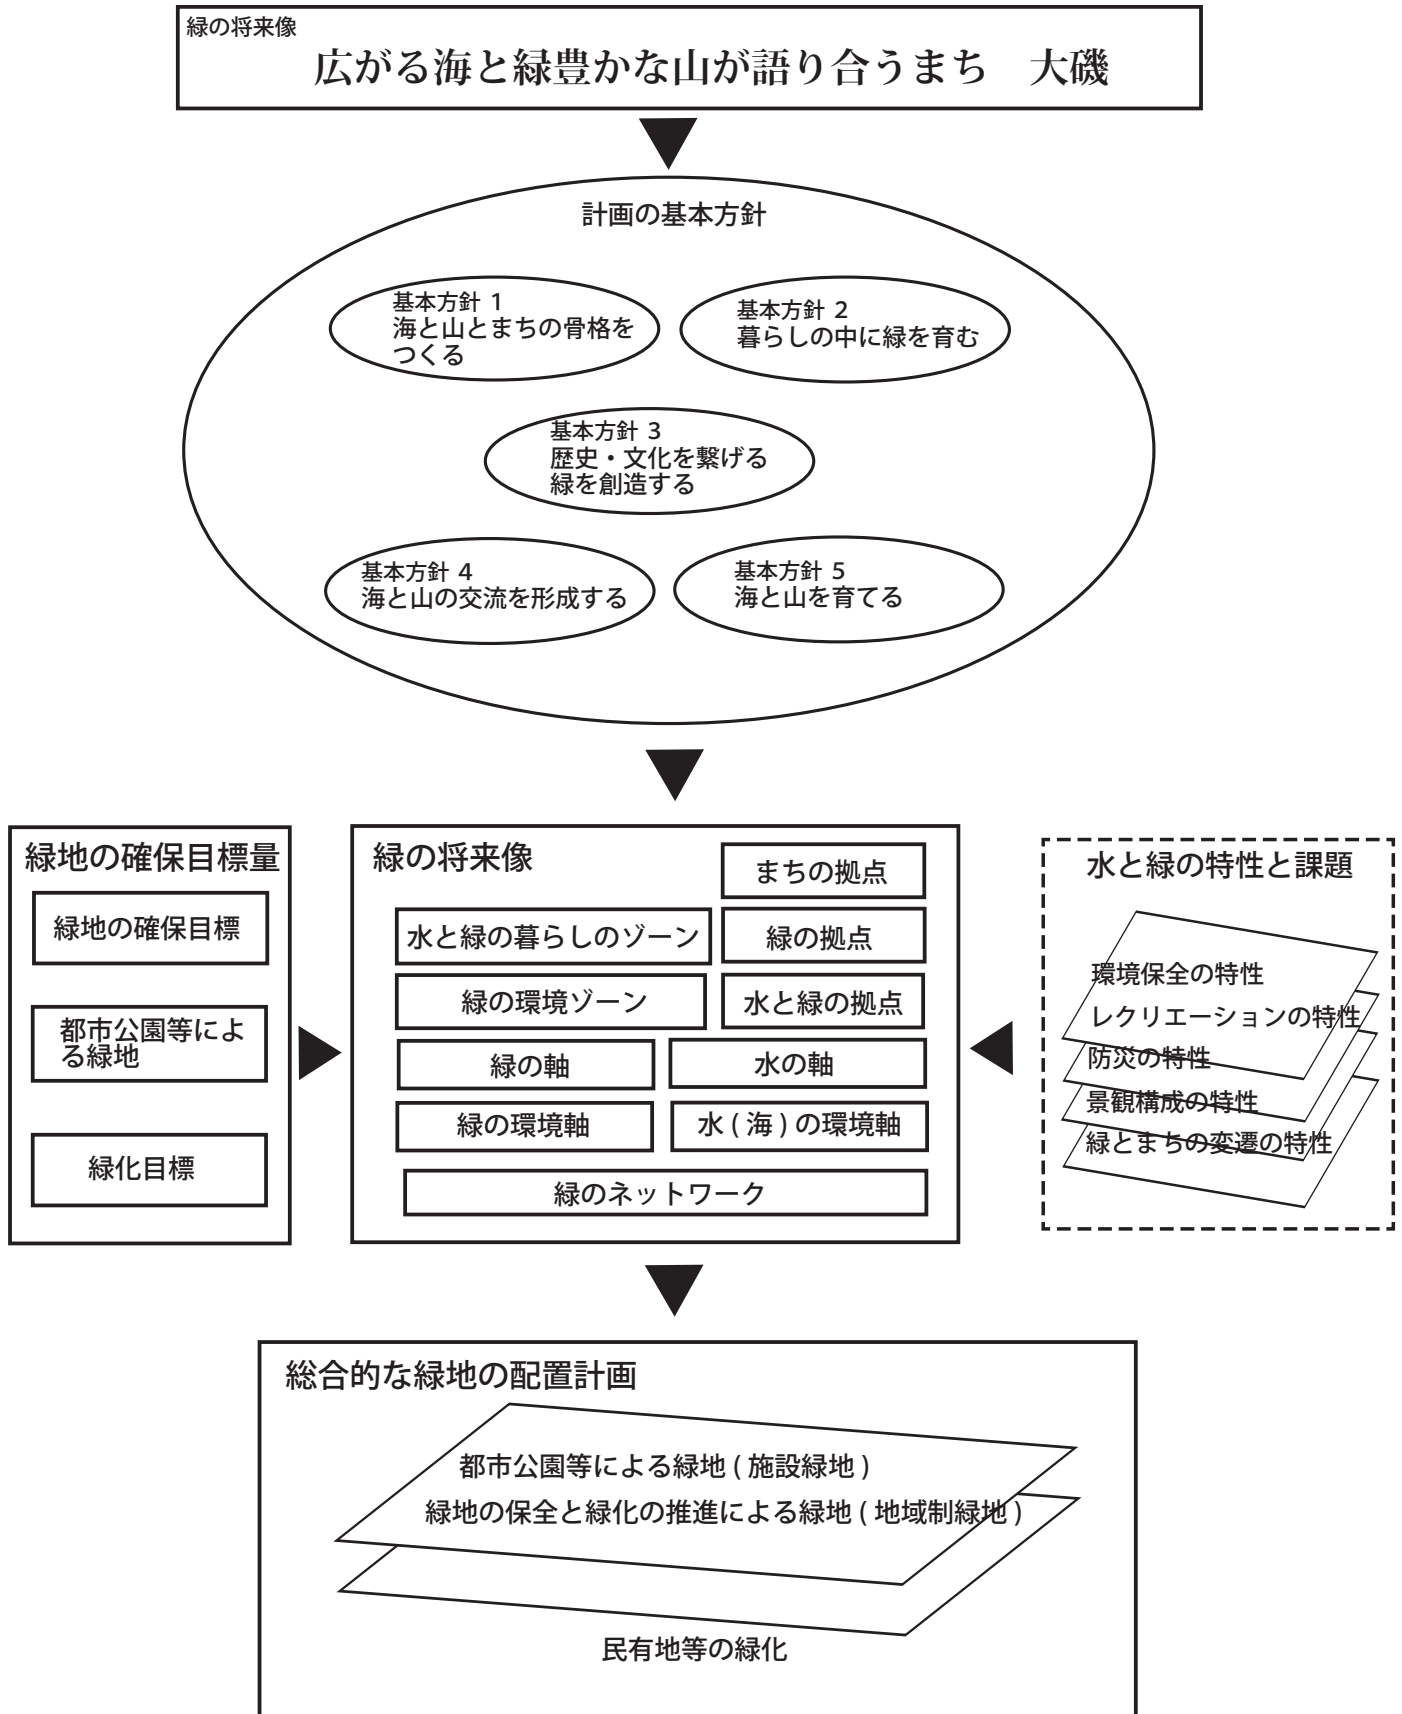 緑の将来像
広がる海と緑豊かな山が語り合うまち　大磯
計画の基本方針
基本方針 1
海と山とまちの骨格を
つくる
基本方針 2
暮らしの中に緑を育む
基本方針 3
歴史・文化を繋げる
緑を創造する
基本方針 4
海と山の交流を形成する
基本方針 5
海と山を育てる
緑地の確保目標量
緑地の確保目標
都市公園等によ
る緑地
緑化目標
緑の将来像
まちの拠点
水と緑の暮らしのゾーン
緑の拠点
緑の環境ゾーン
水と緑の拠点
緑の軸
水の軸
緑の環境軸
水 ( 海 ) の環境軸
緑のネットワーク
水と緑の特性と課題
環境保全の特性
レクリエーションの特性
防災の特性
景観構成の特性
緑とまちの変遷の特性
総合的な緑地の配置計画
都市公園等による緑地 ( 施設緑地 )
緑地の保全と緑化の推進による緑地 ( 地域制緑地 )
民有地等の緑化